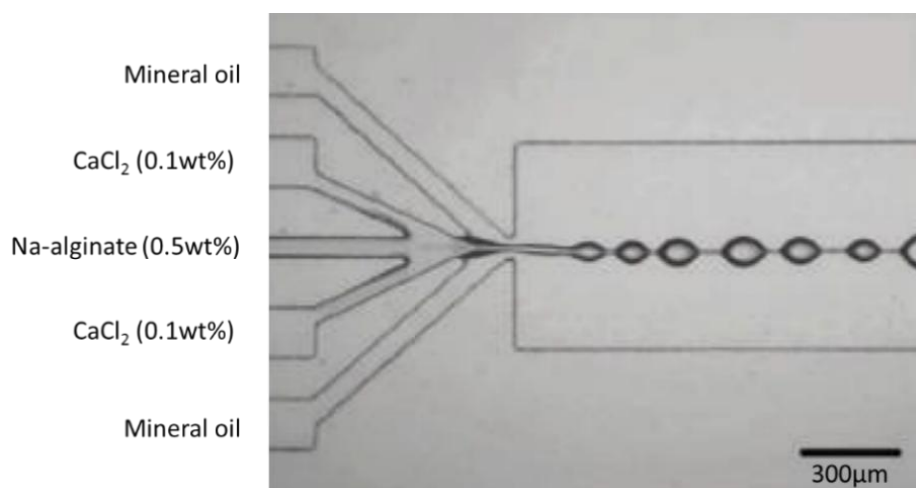 Mineral oil
CaCl₂ (0.1wt%)
Na-alginate (0.5wt%)
CaCl₂ (0.1wt%)
Mineral oil
300µm